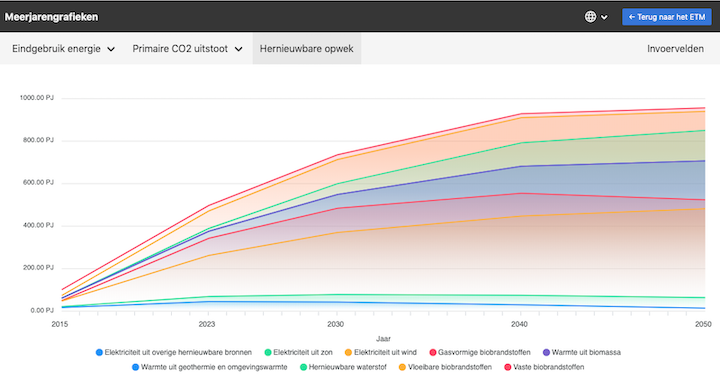 Meerjarengrafieken
← Terug naar het ETM
Eindgebruik energie Primaire CO2 uitstoot Hernieuwbare opwek Invoervelden
1000.00 PJ
800.00 PJ
600.00 PJ
400.00 PJ
200.00 PJ
0.00 PJ
2015 2023 2030 2040 2050
Jaar
Elektriciteit uit overige hernieuwbare bronnen Elektriciteit uit zon Elektriciteit uit wind Gasvormige biobrandstoffen Warmte uit biomassa
Warmte uit geothermie en omgevingswarmte Hernieuwbare waterstof Vloeibare biobrandstoffen Vaste biobrandstoffen